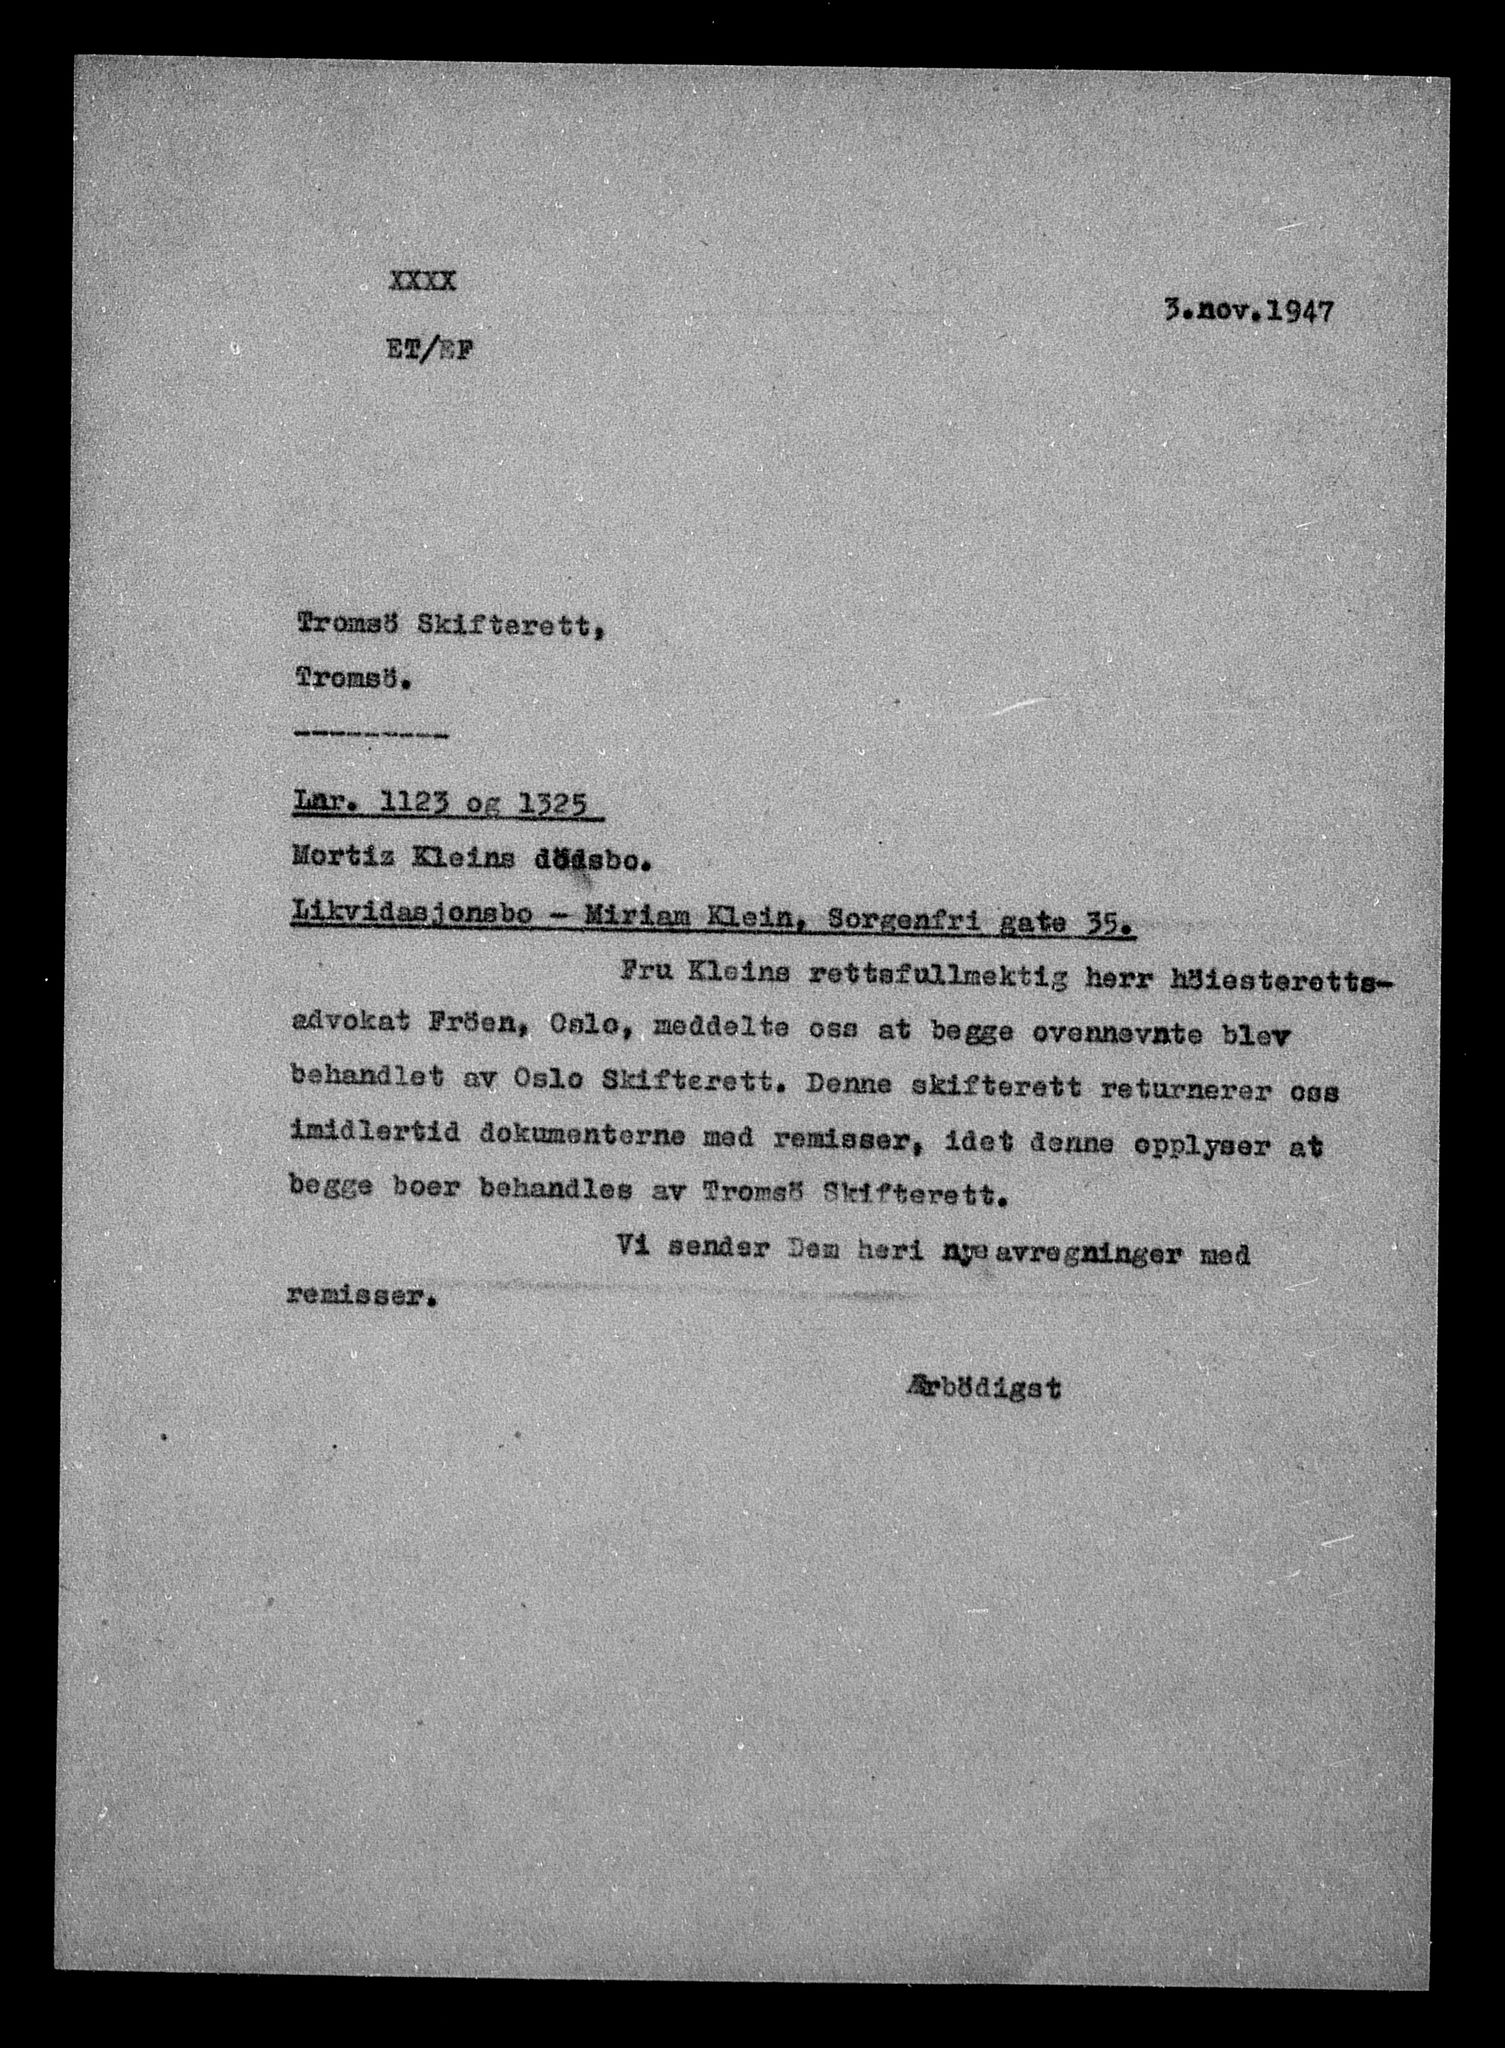 XXXX
3.nov.1947
ET/EF
Tromsö Skifterett,
Tromsö.
----------
Lnr. 1123 og 1325
Mortiz Kleins dödsbo.
Likvidasjonsbo - Miriam Klein, Sorgenfri gate 35.
Fru Kleins rettsfullmektig herr höiesteretts-
advokat Fröen, Oslo, meddelte oss at begge ovennevnte blev
behandlet av Oslo Skifterett. Denne skifterett returnerer oss
imidlertid dokumenterne med remisser, idet denne opplyser at
begge boer behandles av Tromsö Skifterett.
Vi sender Dem heri nye avregninger med
remisser.
Ærbödigst